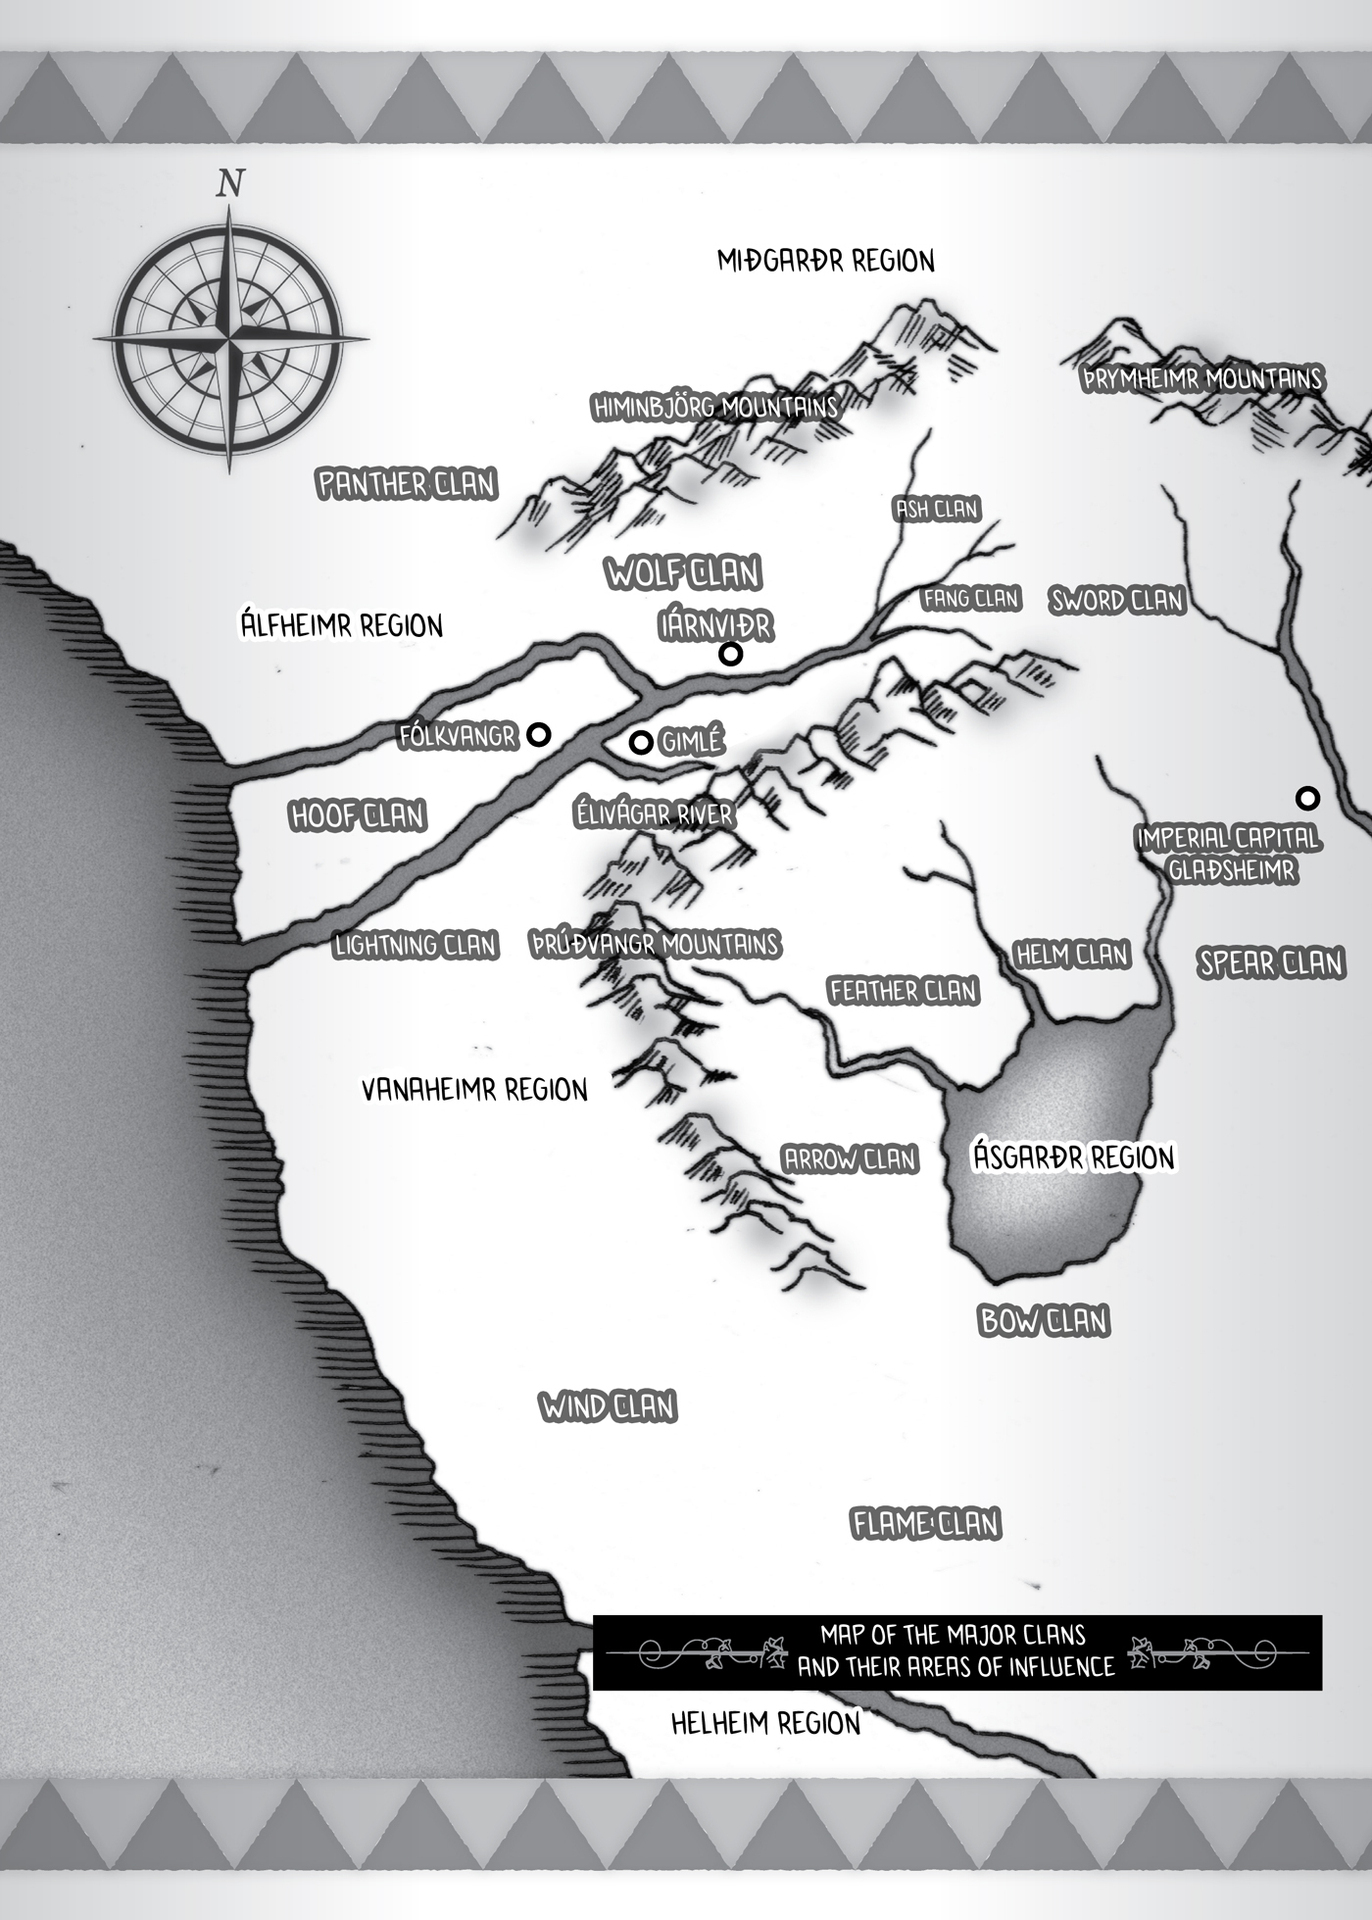 N
MIÐGARÐR REGION
ÞRYMHEIMR MOUNTAINS
HIMINBJÖRG MOUNTAINS
PANTHER CLAN
ASH CLAN
WOLF CLAN
FANG CLAN
SWORD CLAN
ÁLFHEIMR REGION
IÁRNVIÐR
FÓLKVANGR
GIMLÉ
HOOF CLAN
ÉLIVÁGAR RIVER
IMPERIAL CAPITAL
GLAÐSHEIMR
LIGHTNING CLAN
ÞRÚÐVANGR MOUNTAINS
HELM CLAN
SPEAR CLAN
FEATHER CLAN
VANAHEIMR REGION
ARROW CLAN
ÁSGARÐR REGION
BOW CLAN
WIND CLAN
FLAME CLAN
MAP OF THE MAJOR CLANS
AND THEIR AREAS OF INFLUENCE
HELHEIM REGION